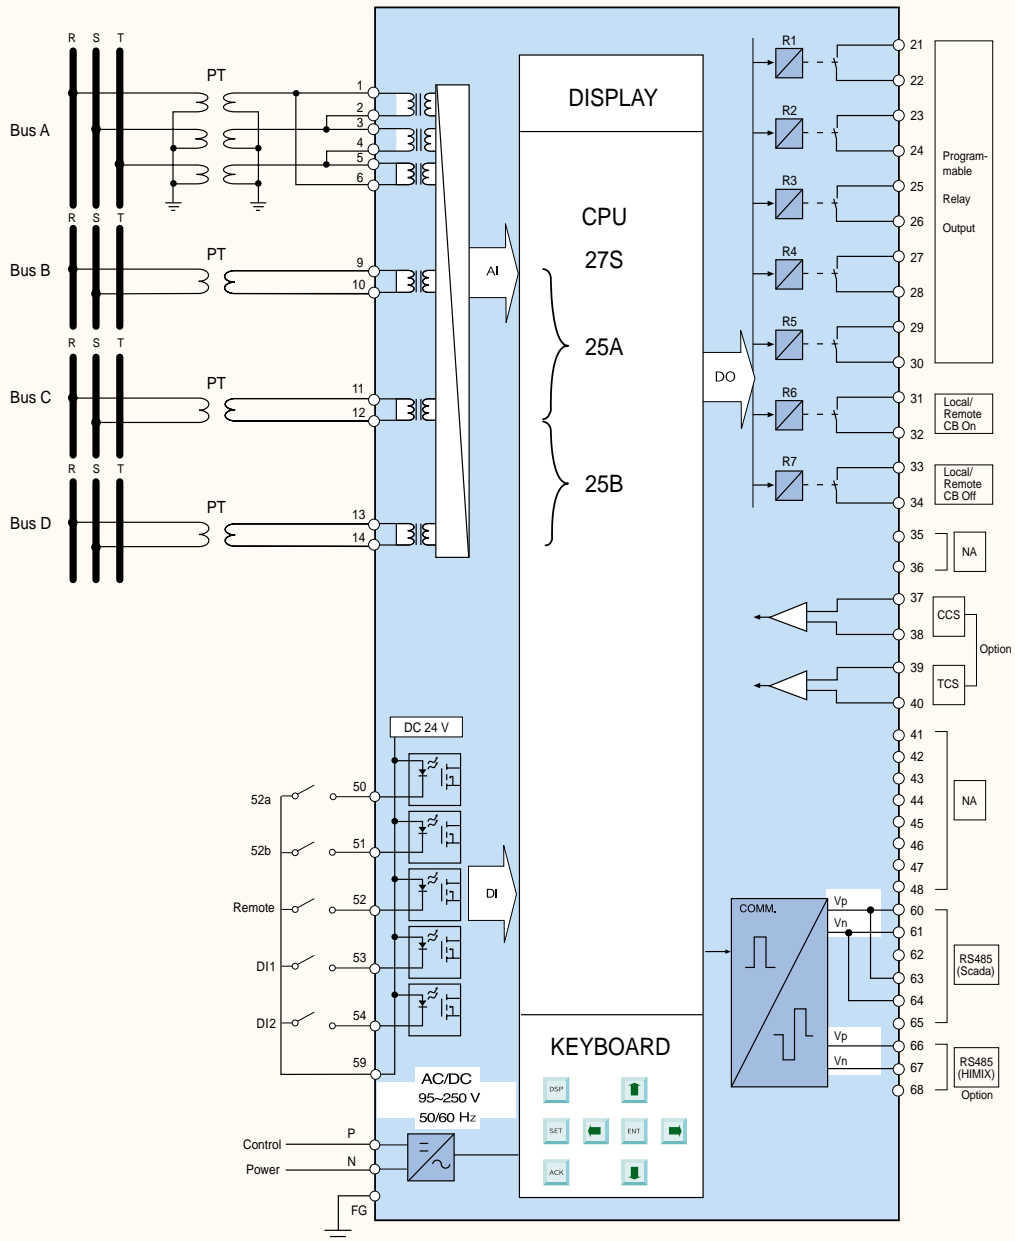 R S T
PT
Bus A
1
2
3
4
5
6
R S T
PT
Bus B
9
10
R S T
PT
Bus C
11
12
R S T
PT
Bus D
13
14
AI
DISPLAY
CPU
27S
25A
25B
DO
R1
R2
R3
R4
R5
R6
R7
21
22
23
24
25
26
27
28
29
30
Program-
mable
Relay
Output
31
32
Local/
Remote
CB On
33
34
Local/
Remote
CB Off
35
36
NA
37
38
CCS
Option
39
40
TCS
41
42
43
44
45
46
47
48
NA
DC 24 V
52a
50
52b
51
Remote
52
DI1
53
DI2
54
59
DI
COMM.
Vp
Vn
60
61
62
63
64
65
RS485
(Scada)
Vp
Vn
66
67
68
RS485
(HIMIX)
Option
AC/DC
95~250 V
50/60 Hz
Control
P
Power
N
FG
KEYBOARD
DSP
SET
ENT
ACK